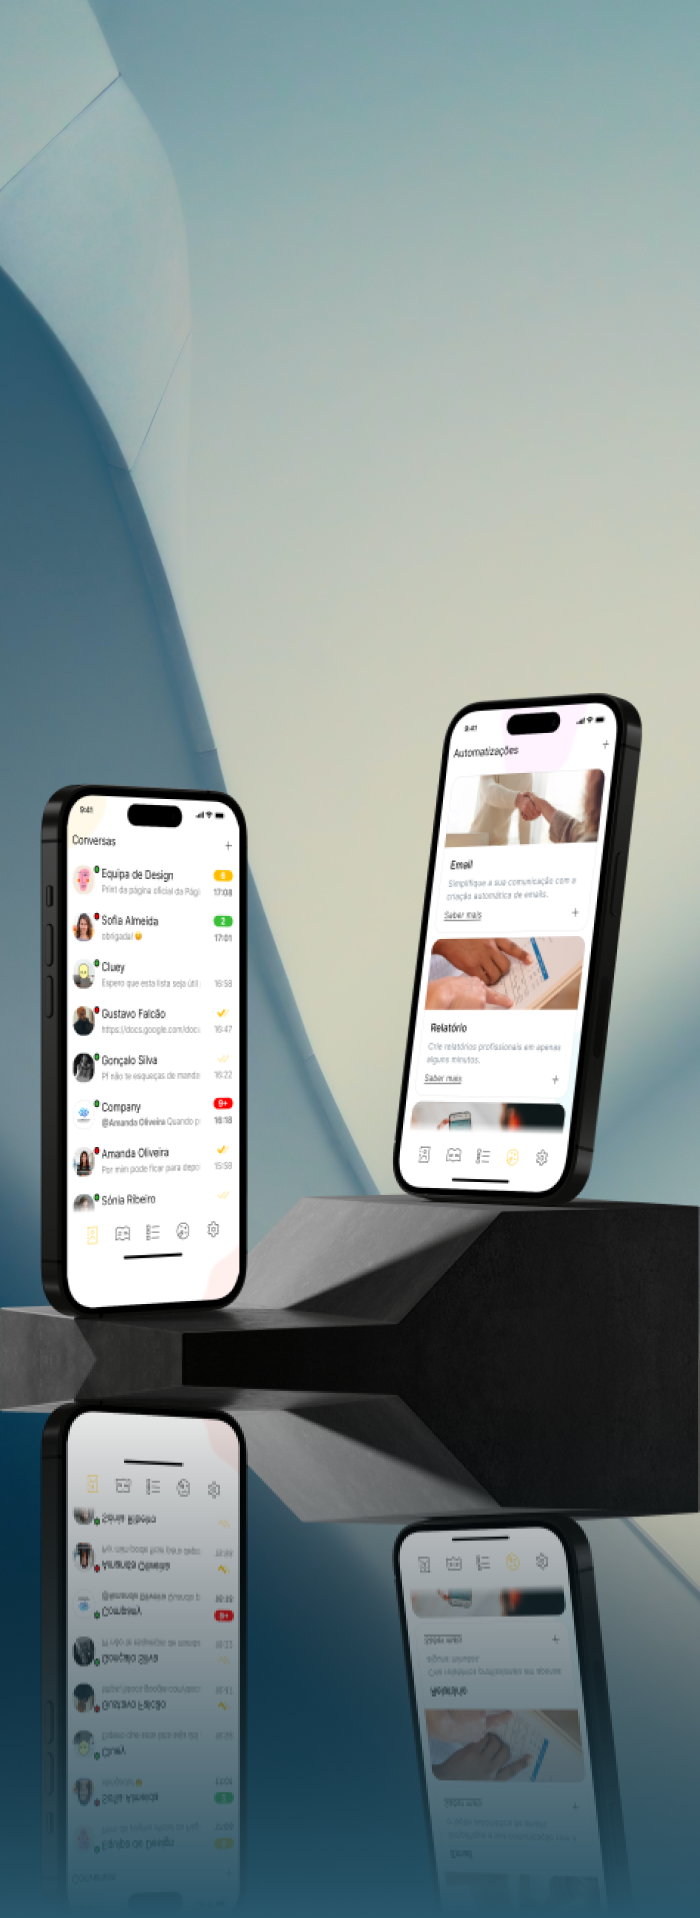 9:41
Conversas
+
Equipa de Design
6
Print da página oficial da Pági
17:08
Sofia Almeida
2
obrigada! 😊
17:01
Cluey
Espero que esta lista seja útil
16:58
Gustavo Falcão
https://docs.google.com/docu
16:47
Gonçalo Silva
Pf não te esqueças de manda
16:22
Company
9+
@Amanda Oliveira Quando p
16:18
Amanda Oliveira
Por mim pode ficar para depo
15:58
Sónia Ribeiro
9:41
Automatizações
+
Email
Simplifique a sua comunicação com a
criação automática de emails.
Saber mais
+
Relatório
Crie relatórios profissionais em apenas
alguns minutos.
Saber mais
+